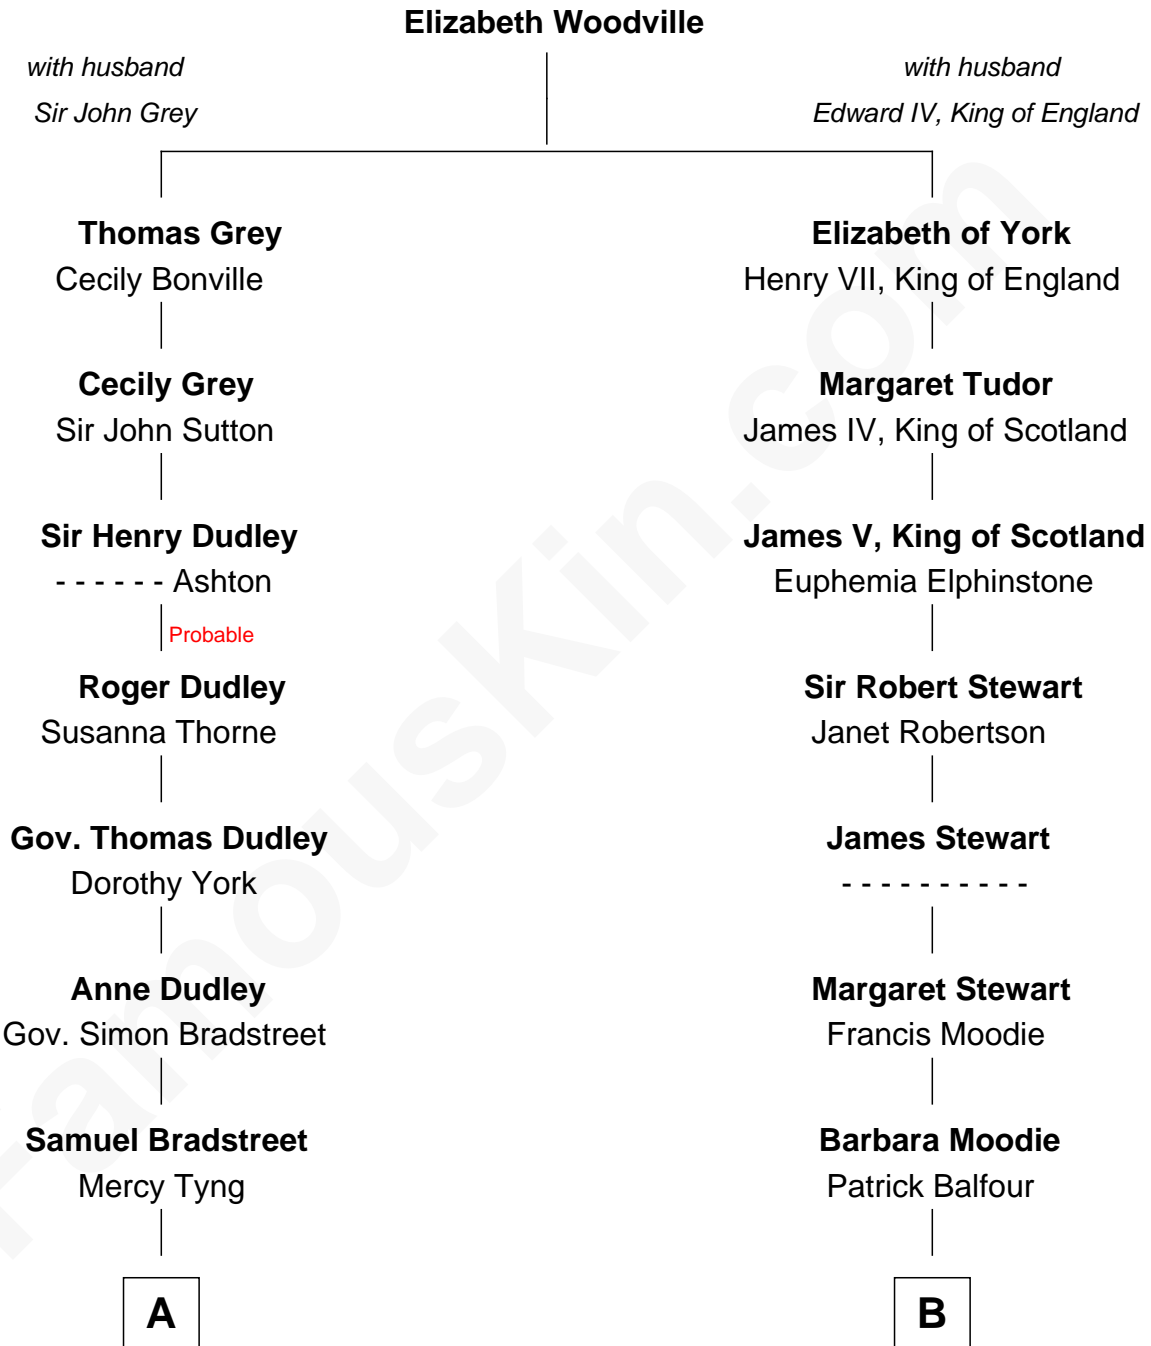 Elizabeth Woodville
with husband
Sir John Grey
with husband
Edward IV, King of England
Thomas Grey
Cecily Bonville
Elizabeth of York
Henry VII, King of England
Cecily Grey
Sir John Sutton
Margaret Tudor
James IV, King of Scotland
Sir Henry Dudley
- - - - - - Ashton
James V, King of Scotland
Euphemia Elphinstone
Probable
Roger Dudley
Susanna Thorne
Sir Robert Stewart
Janet Robertson
Gov. Thomas Dudley
Dorothy York
James Stewart
- - - - - - - - - -
Anne Dudley
Gov. Simon Bradstreet
Margaret Stewart
Francis Moodie
Samuel Bradstreet
Mercy Tyng
Barbara Moodie
Patrick Balfour
A
B
FamousKin.com